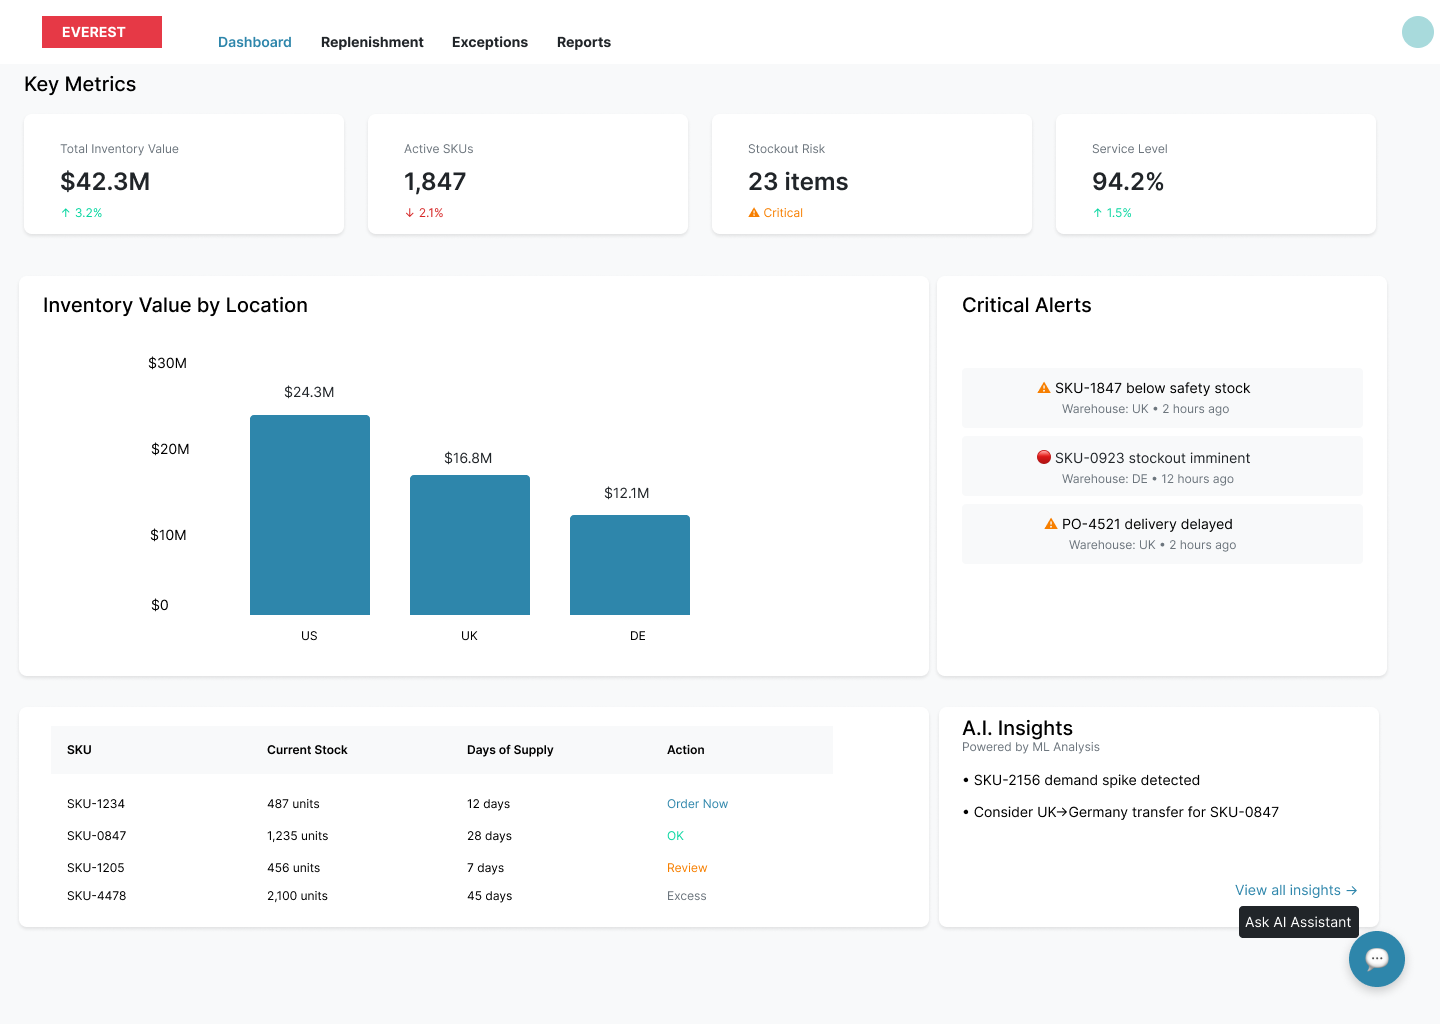 EVEREST
Dashboard Replenishment Exceptions Reports
Key Metrics
Total Inventory Value
$42.3M
↑ 3.2%
Active SKUs
1,847
↓ 2.1%
Stockout Risk
23 items
⚠ Critical
Service Level
94.2%
↑ 1.5%
Inventory Value by Location
$30M
$20M
$10M
$0
$24.3M
$16.8M
$12.1M
US UK DE
Critical Alerts
⚠ SKU-1847 below safety stock
Warehouse: UK • 2 hours ago
🔴 SKU-0923 stockout imminent
Warehouse: DE • 12 hours ago
⚠ PO-4521 delivery delayed
Warehouse: UK • 2 hours ago
SKU Current Stock Days of Supply Action
SKU-1234 487 units 12 days Order Now
SKU-0847 1,235 units 28 days OK
SKU-1205 456 units 7 days Review
SKU-4478 2,100 units 45 days Excess
A.I. Insights
Powered by ML Analysis
• SKU-2156 demand spike detected
• Consider UK→Germany transfer for SKU-0847
View all insights →
Ask AI Assistant